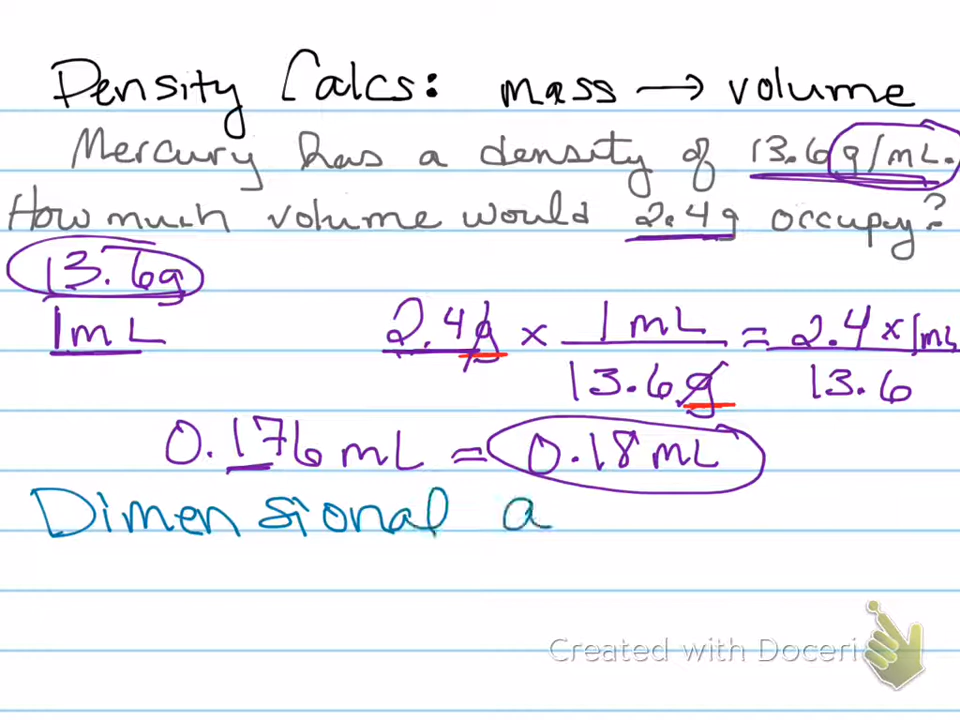 Density Calcs: mass → volume
Mercury has a density of 13.6 g/mL.
How much volume would 2.4g occupy?
13.6g
1mL
2.4g × 1mL / 13.6g = 2.4 × 1mL / 13.6
0.176 mL = 0.18 mL
Dimensional a
Created with Doceri